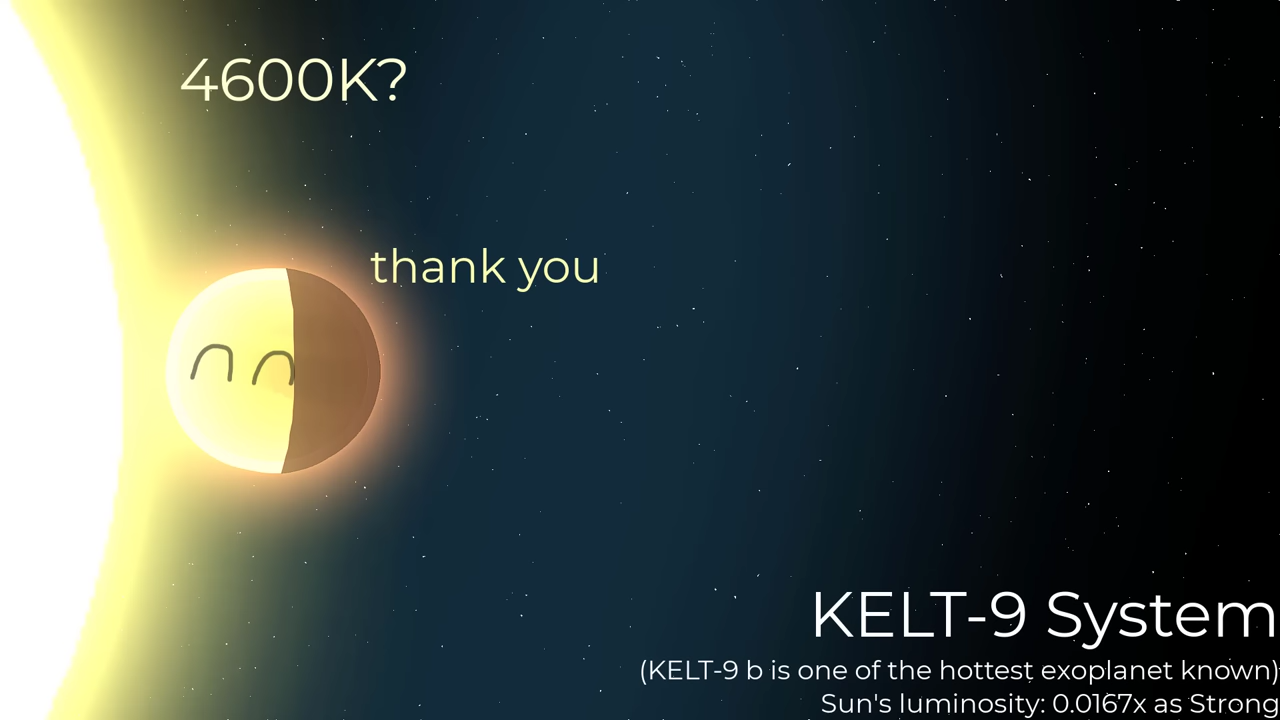 4600K?
thank you
KELT-9 System
(KELT-9 b is one of the hottest exoplanet known)
Sun's luminosity: 0.0167x as Strong